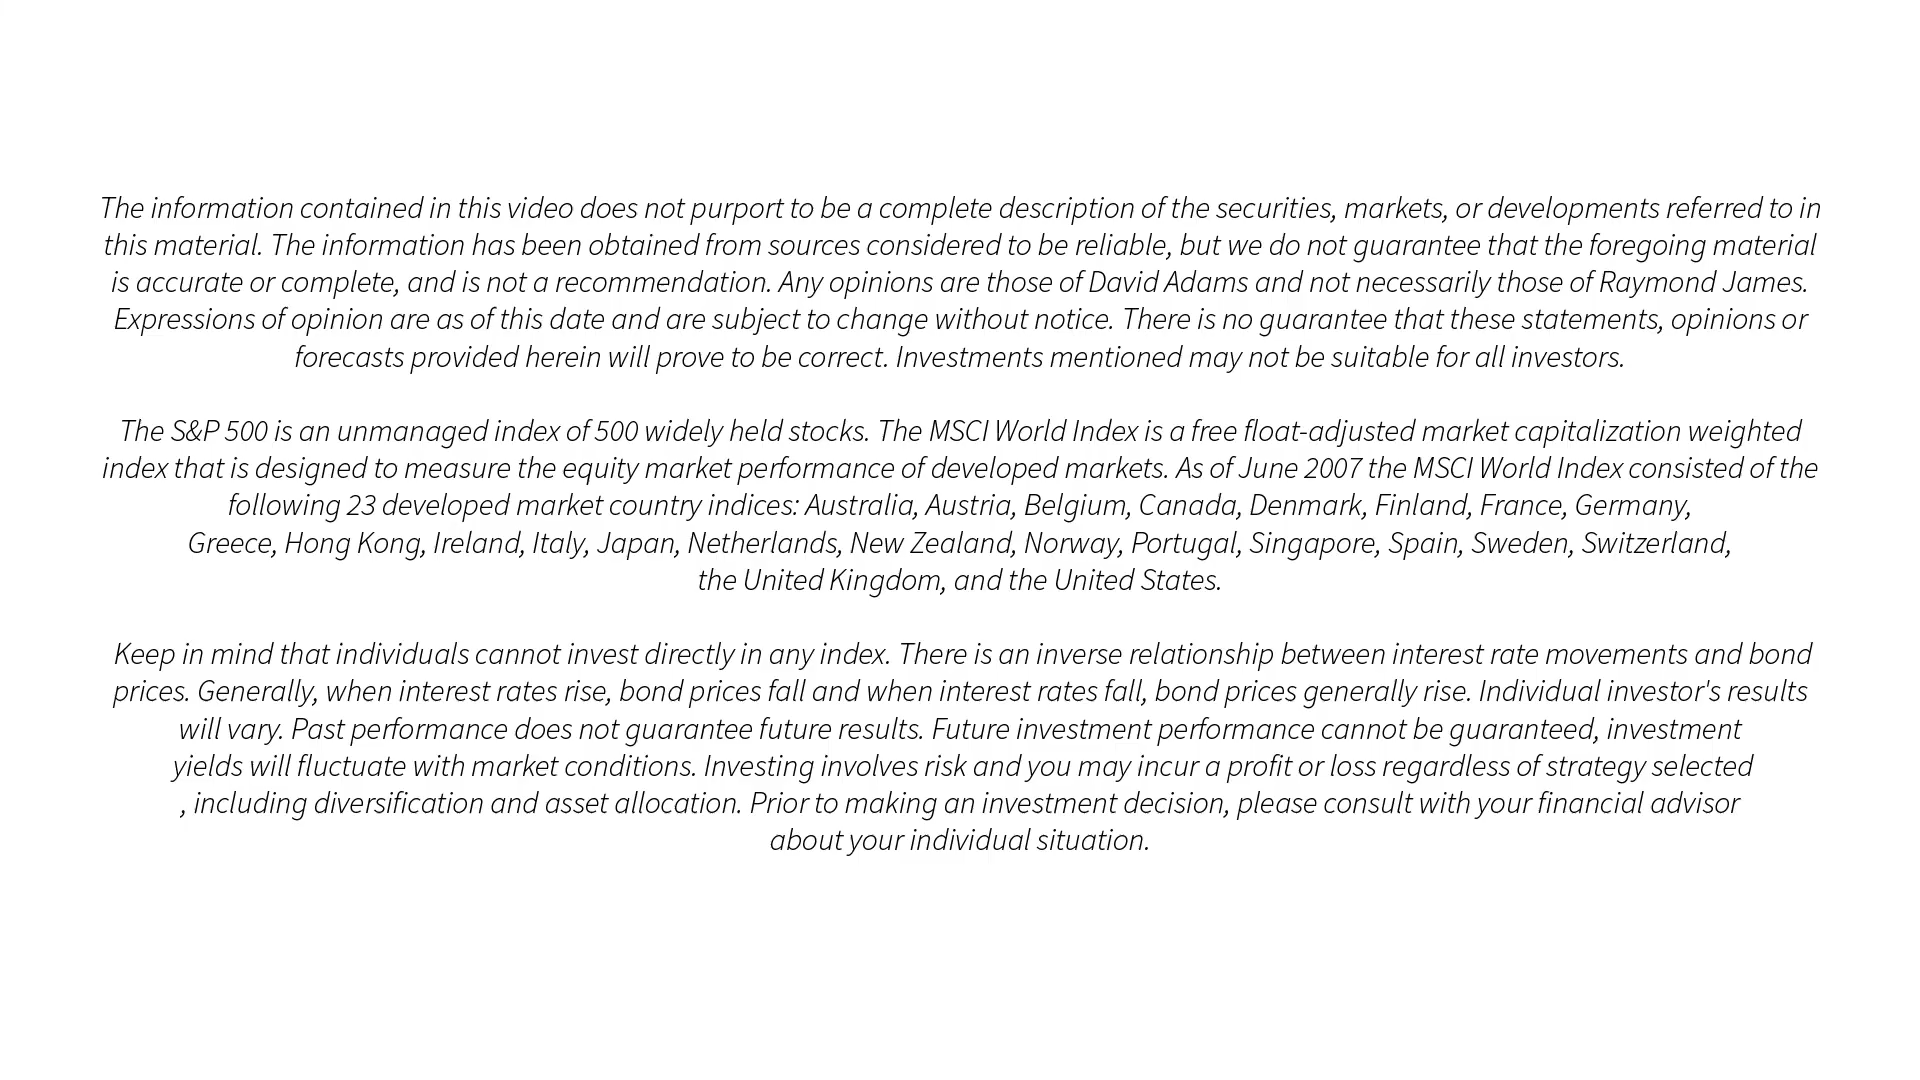 The information contained in this video does not purport to be a complete description of the securities, markets, or developments referred to in
this material. The information has been obtained from sources considered to be reliable, but we do not guarantee that the foregoing material
is accurate or complete, and is not a recommendation. Any opinions are those of David Adams and not necessarily those of Raymond James.
Expressions of opinion are as of this date and are subject to change without notice. There is no guarantee that these statements, opinions or
forecasts provided herein will prove to be correct. Investments mentioned may not be suitable for all investors.
The S&P 500 is an unmanaged index of 500 widely held stocks. The MSCI World Index is a free float-adjusted market capitalization weighted
index that is designed to measure the equity market performance of developed markets. As of June 2007 the MSCI World Index consisted of the
following 23 developed market country indices: Australia, Austria, Belgium, Canada, Denmark, Finland, France, Germany,
Greece, Hong Kong, Ireland, Italy, Japan, Netherlands, New Zealand, Norway, Portugal, Singapore, Spain, Sweden, Switzerland,
the United Kingdom, and the United States.
Keep in mind that individuals cannot invest directly in any index. There is an inverse relationship between interest rate movements and bond
prices. Generally, when interest rates rise, bond prices fall and when interest rates fall, bond prices generally rise. Individual investor's results
will vary. Past performance does not guarantee future results. Future investment performance cannot be guaranteed, investment
yields will fluctuate with market conditions. Investing involves risk and you may incur a profit or loss regardless of strategy selected
, including diversification and asset allocation. Prior to making an investment decision, please consult with your financial advisor
about your individual situation.